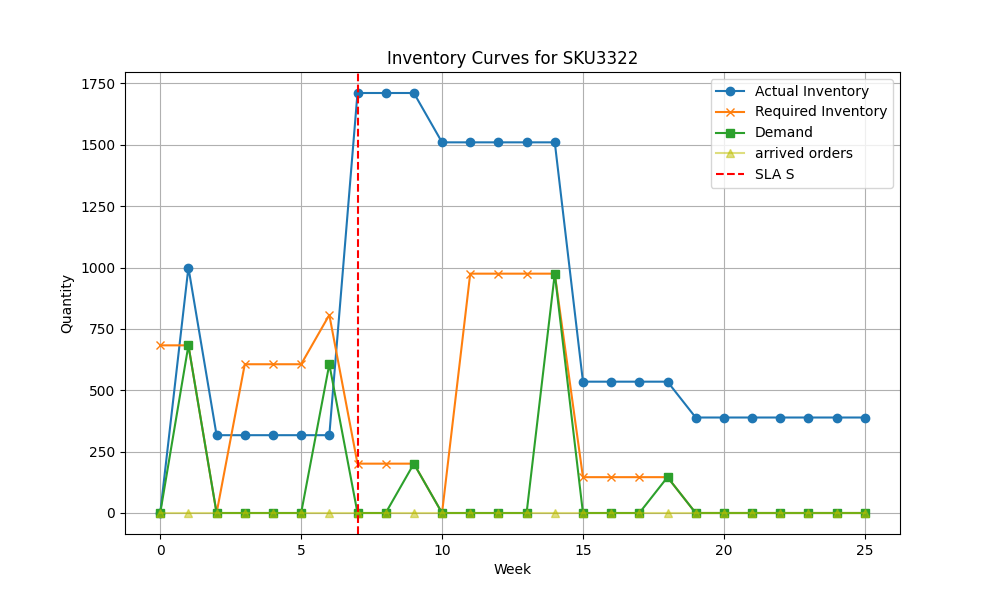 Inventory Curves for SKU3322
Actual Inventory
Required Inventory
Demand
arrived orders
SLA S
Quantity
1750
1500
1250
1000
750
500
250
0
0 5 10 15 20 25
Week